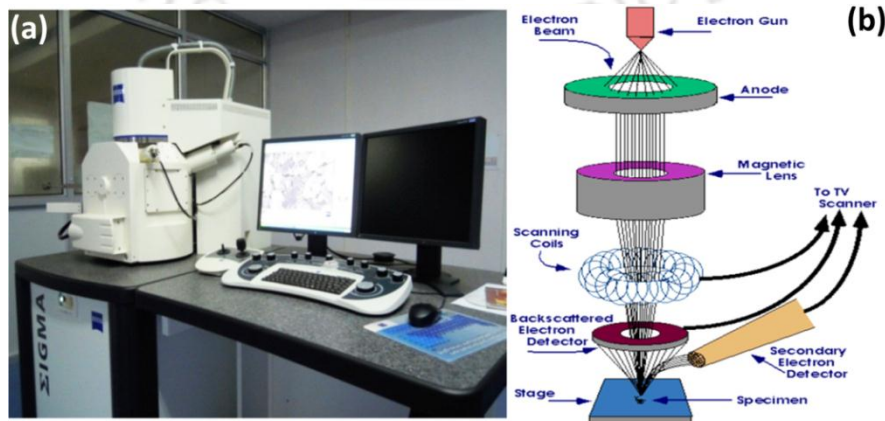 (a)
ΣIGMA
(b)
Electron
Beam
Electron Gun
Anode
Magnetic
Lens
To TV
Scanner
Scanning
Coils
Backscattered
Electron
Detector
Secondary
Electron
Detector
Stage
Specimen